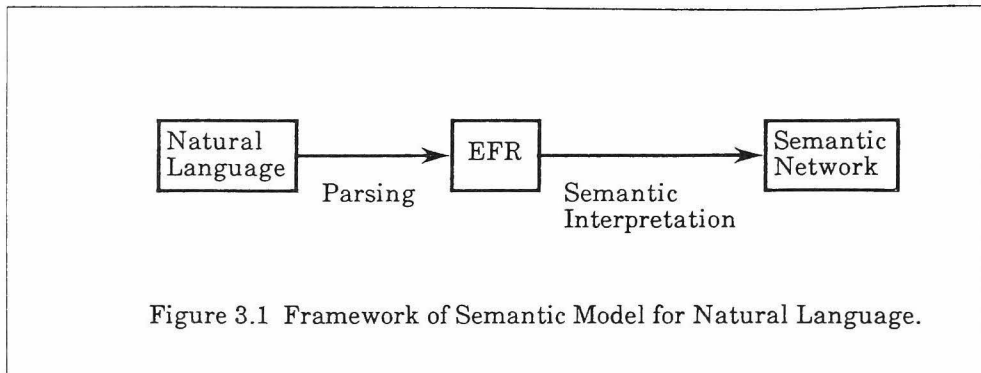 Natural
Language
Parsing
EFR
Semantic
Interpretation
Semantic
Network
Figure 3.1 Framework of Semantic Model for Natural Language.